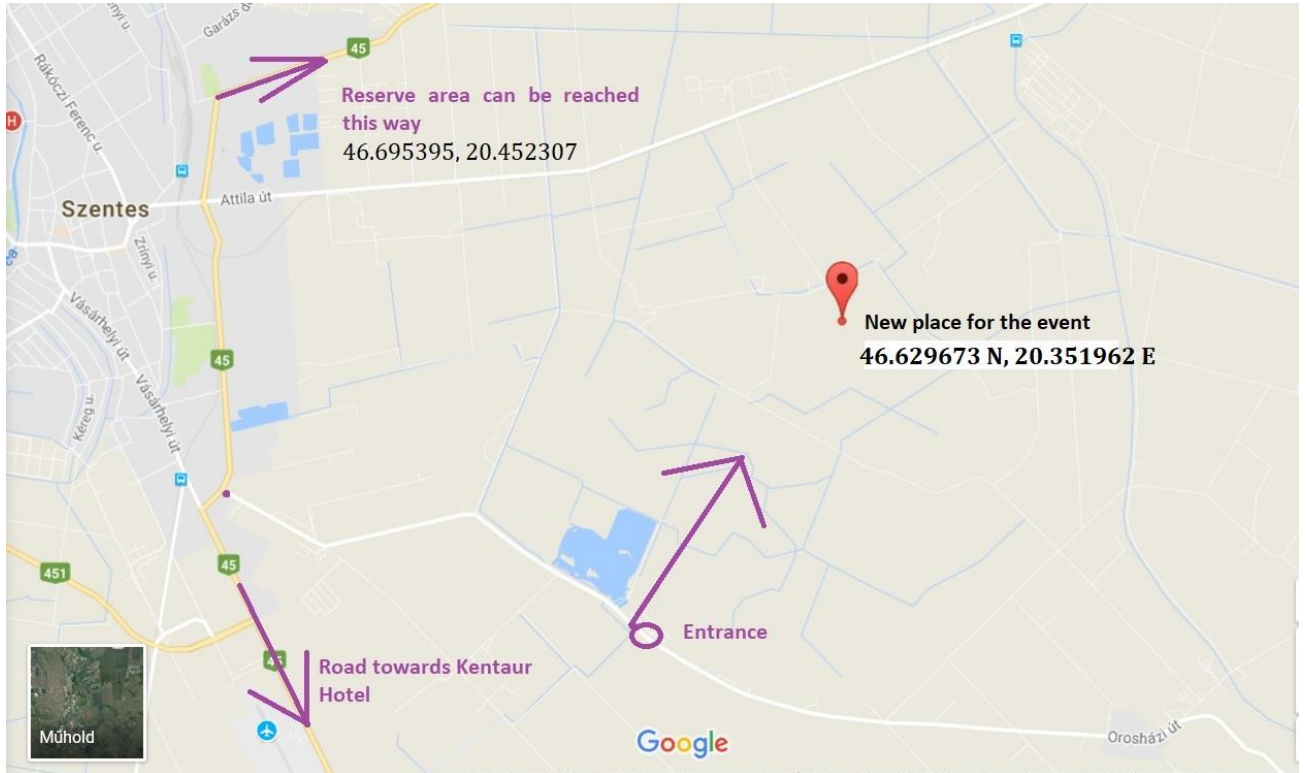 Garázs
45
Rákóczi Ferenc u.
Reserve area can be reached
this way
46.695395, 20.452307
H
Szentes
Attila út
Zrínyi u.
New place for the event
46.629673 N, 20.351962 E
Vásárhelyi út
45
Kéreg u.
Vásárhelyi út
45
451
Entrance
45
Road towards Kentaur
Hotel
Műhold
Google
Orosházi út